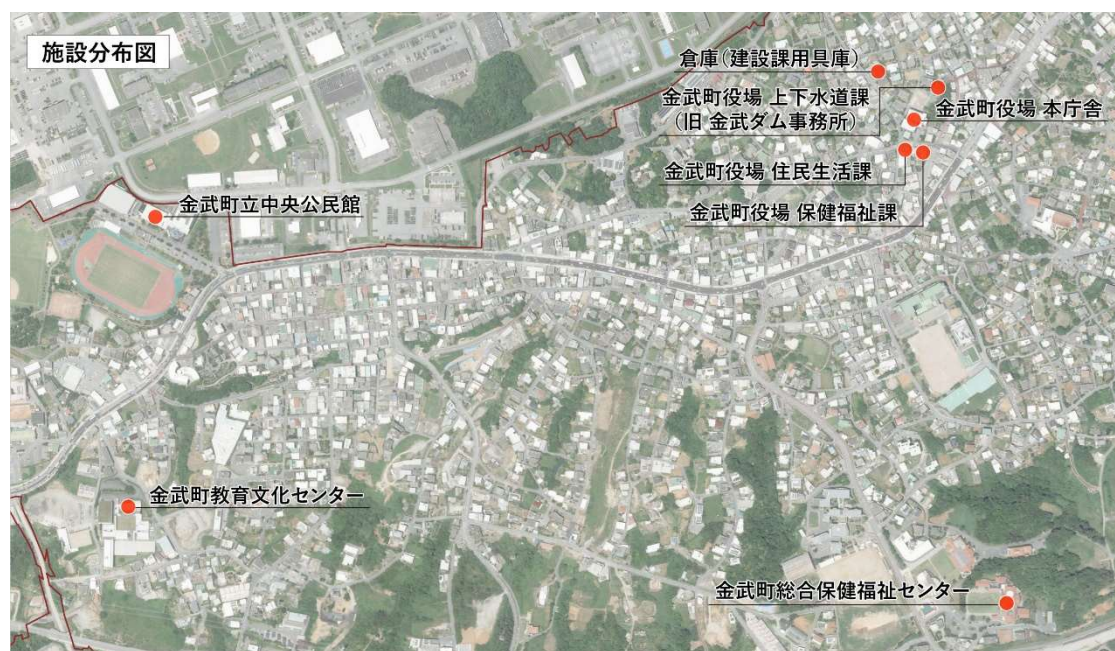 施設分布図
倉庫（建設課用具庫）
金武町役場 上下水道課
（旧 金武ダム事務所）
金武町役場 本庁舎
金武町役場 住民生活課
金武町役場 保健福祉課
金武町立中央公民館
金武町教育文化センター
金武町総合保健福祉センター